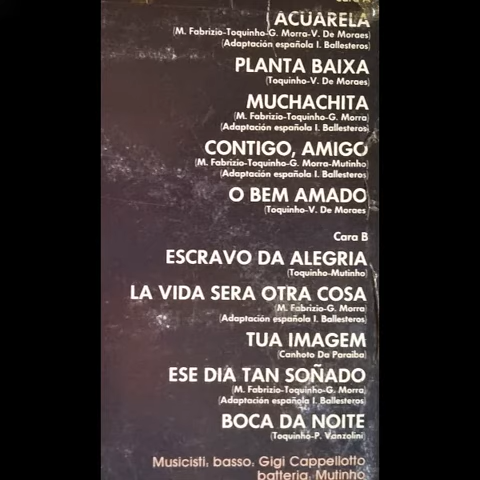 Cara A
ACUARELA
(M. Fabrizio-Toquinho-G. Morra-V. De Moraes)
(Adaptación española I. Ballesteros)
PLANTA BAIXA
(Toquinho-V. De Moraes)
MUCHACHITA
(M. Fabrizio-Toquinho-G. Morra)
(Adaptación española I. Ballesteros)
CONTIGO, AMIGO
(M. Fabrizio-Toquinho-G. Morra-Mutinho)
(Adaptación española I. Ballesteros)
O BEM AMADO
(Toquinho-V. De Moraes
Cara B
ESCRAVO DA ALEGRIA
(Toquinho-Mutinho)
LA VIDA SERA OTRA COSA
(M. Fabrizio-G. Morra)
(Adaptación española I. Ballesteros)
TUA IMAGEM
(Canhoto Da Paraiba)
ESE DIA TAN SOÑADO
(M. Fabrizio-Toquinho-G. Morra)
(Adaptación española I. Ballesteros)
BOCA DA NOITE
(Toquinho-P. Vanzolini)
Musicisti: basso: Gigi Cappellotto
batteria: Mutinho